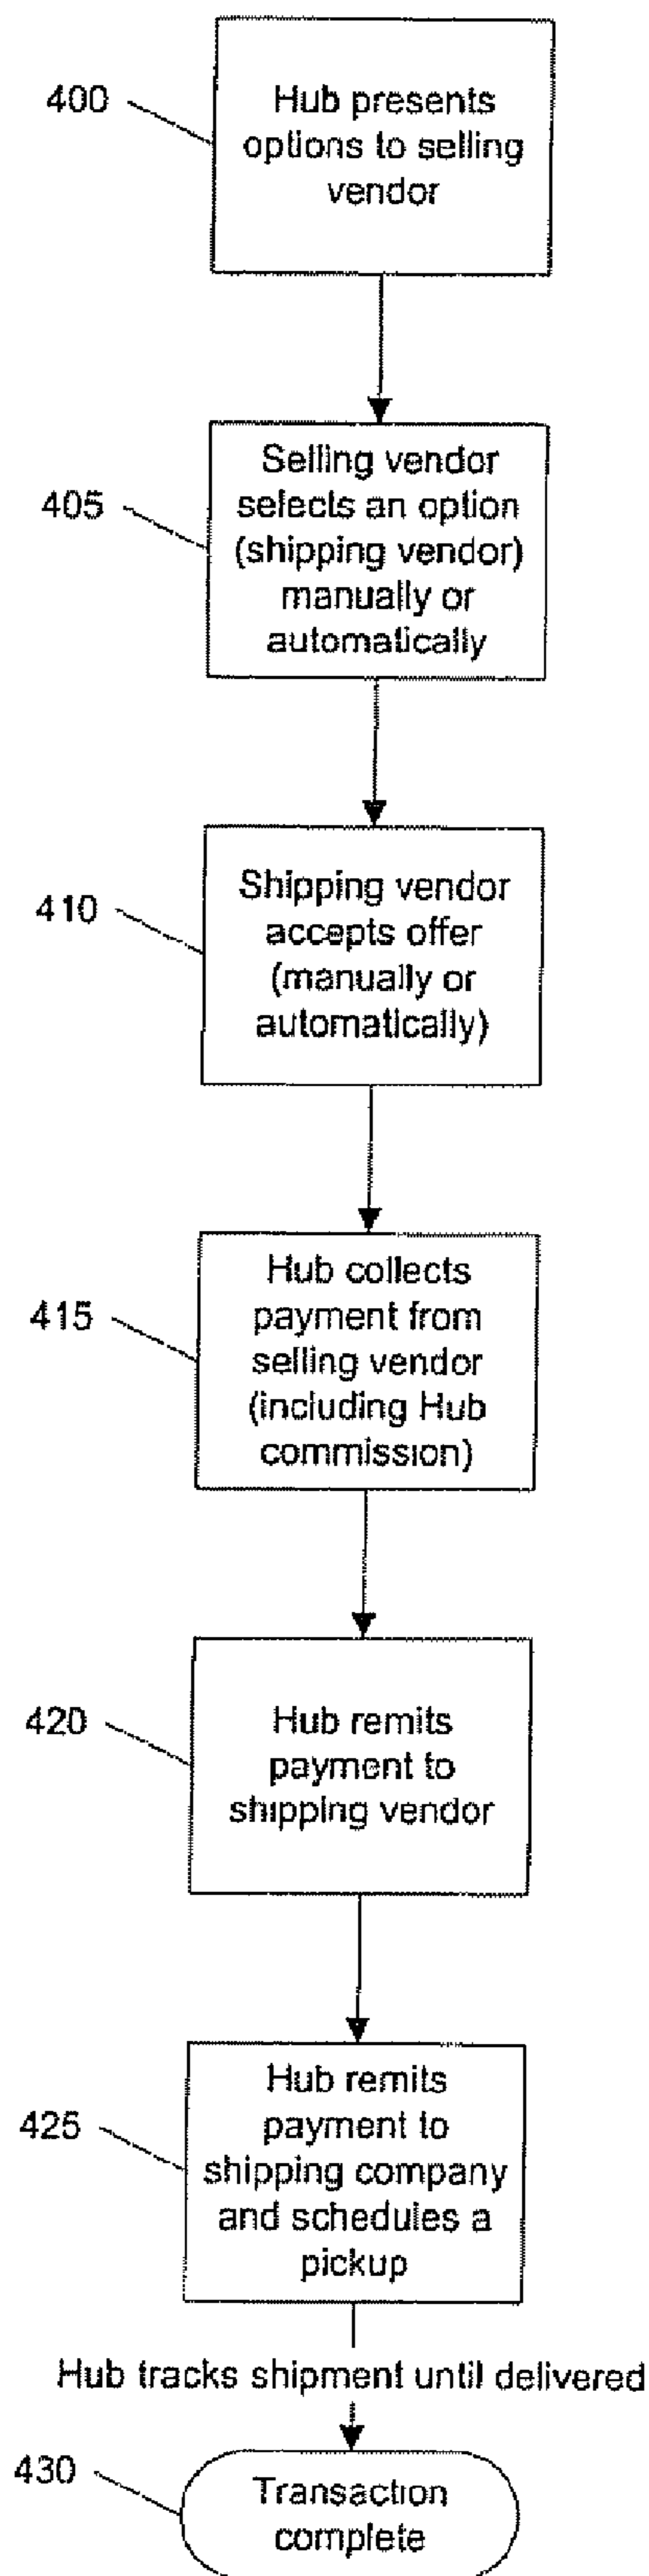 400
Hub presents
options to selling
vendor
405
Selling vendor
selects an option
(shipping vendor)
manually or
automatically
410
Shipping vendor
accepts offer
(manually or
automatically)
415
Hub collects
payment from
selling vendor
(including Hub
commission)
420
Hub remits
payment to
shipping vendor
425
Hub remits
payment to
shipping company
and schedules a
pickup
Hub tracks shipment until delivered
430
Transaction
complete